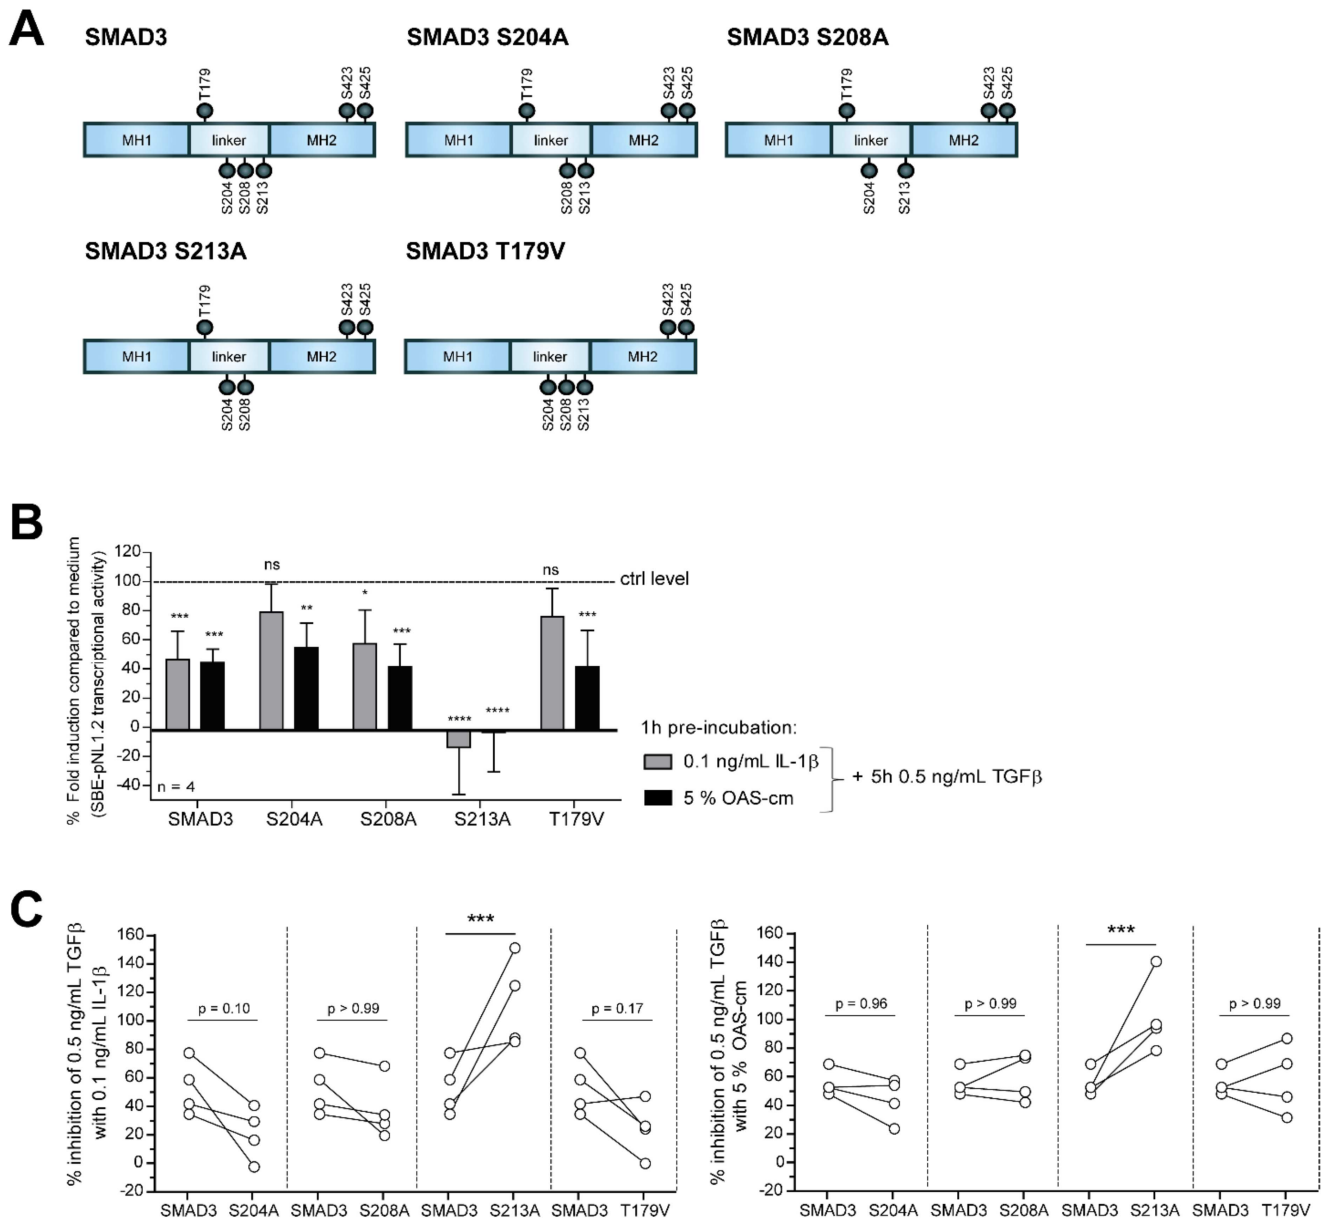 A
SMAD3
SMAD3 S204A
SMAD3 S208A
T179
S423
S425
MH1
linker
MH2
S204
S208
S213
T179
S423
S425
MH1
linker
MH2
S208
S213
T179
S423
S425
MH1
linker
MH2
S204
S213
SMAD3 S213A
SMAD3 T179V
T179
S423
S425
MH1
linker
MH2
S204
S208
S423
S425
MH1
linker
MH2
S204
S208
S213
B
% Fold induction compared to medium
(SBE-pNL1.2 transcriptional activity)
120
100
80
60
40
20
0
-20
-40
*** ***
ns **
* ***
**** ****
ns ***
ctrl level
n = 4
SMAD3 S204A S208A S213A T179V
1h pre-incubation:
0.1 ng/mL IL-1β
5 % OAS-cm
+ 5h 0.5 ng/mL TGFβ
C
% inhibition of 0.5 ng/mL TGFβ
with 0.1 ng/mL IL-1β
160
140
120
100
80
60
40
20
0
-20
p = 0.10
p > 0.99
***
p = 0.17
SMAD3 S204A SMAD3 S208A SMAD3 S213A SMAD3 T179V
% inhibition of 0.5 ng/mL TGFβ
with 5 % OAS-cm
160
140
120
100
80
60
40
20
0
-20
p = 0.96
p > 0.99
***
p > 0.99
SMAD3 S204A SMAD3 S208A SMAD3 S213A SMAD3 T179V